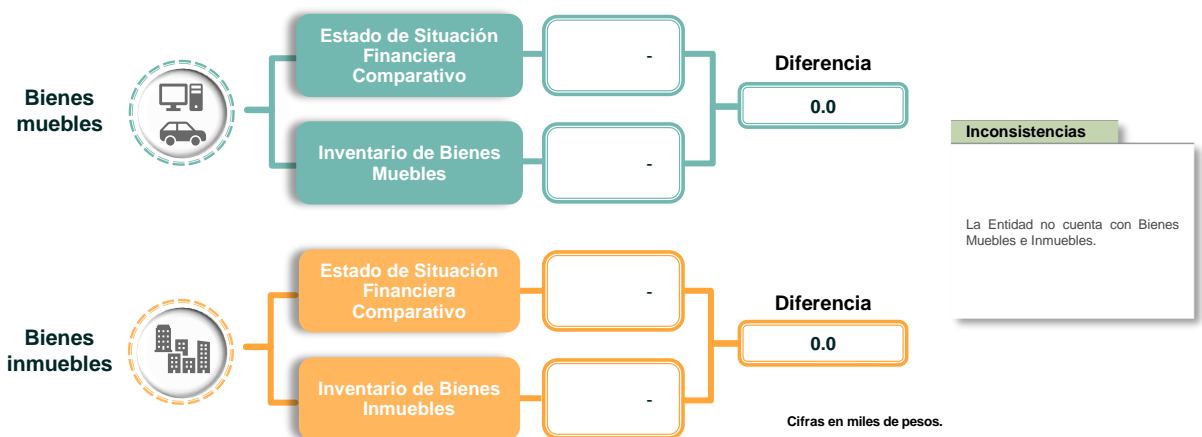 Bienes
muebles
Estado de Situación
Financiera
Comparativo
-
Inventario de Bienes
Muebles
-
Diferencia
0.0
Inconsistencias
La Entidad no cuenta con Bienes
Muebles e Inmuebles.
Bienes
inmuebles
Estado de Situación
Financiera
Comparativo
-
Inventario de Bienes
Inmuebles
-
Diferencia
0.0
Cifras en miles de pesos.